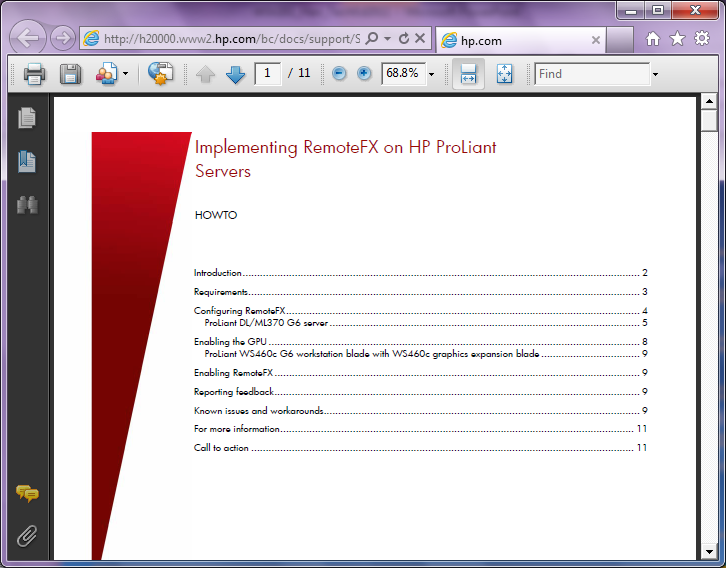 http://h20000.www2.hp.com/bc/docs/support/S
hp.com
1 / 11 68.8% Find
Implementing RemoteFX on HP ProLiant
Servers
HOWTO
Introduction 2
Requirements 3
Configuring RemoteFX 4
ProLiant DL/ML370 G6 server 5
Enabling the GPU 8
ProLiant WS460c G6 workstation blade with WS460c graphics expansion blade 9
Enabling RemoteFX 9
Reporting feedback 9
Known issues and workarounds 9
For more information 11
Call to action 11